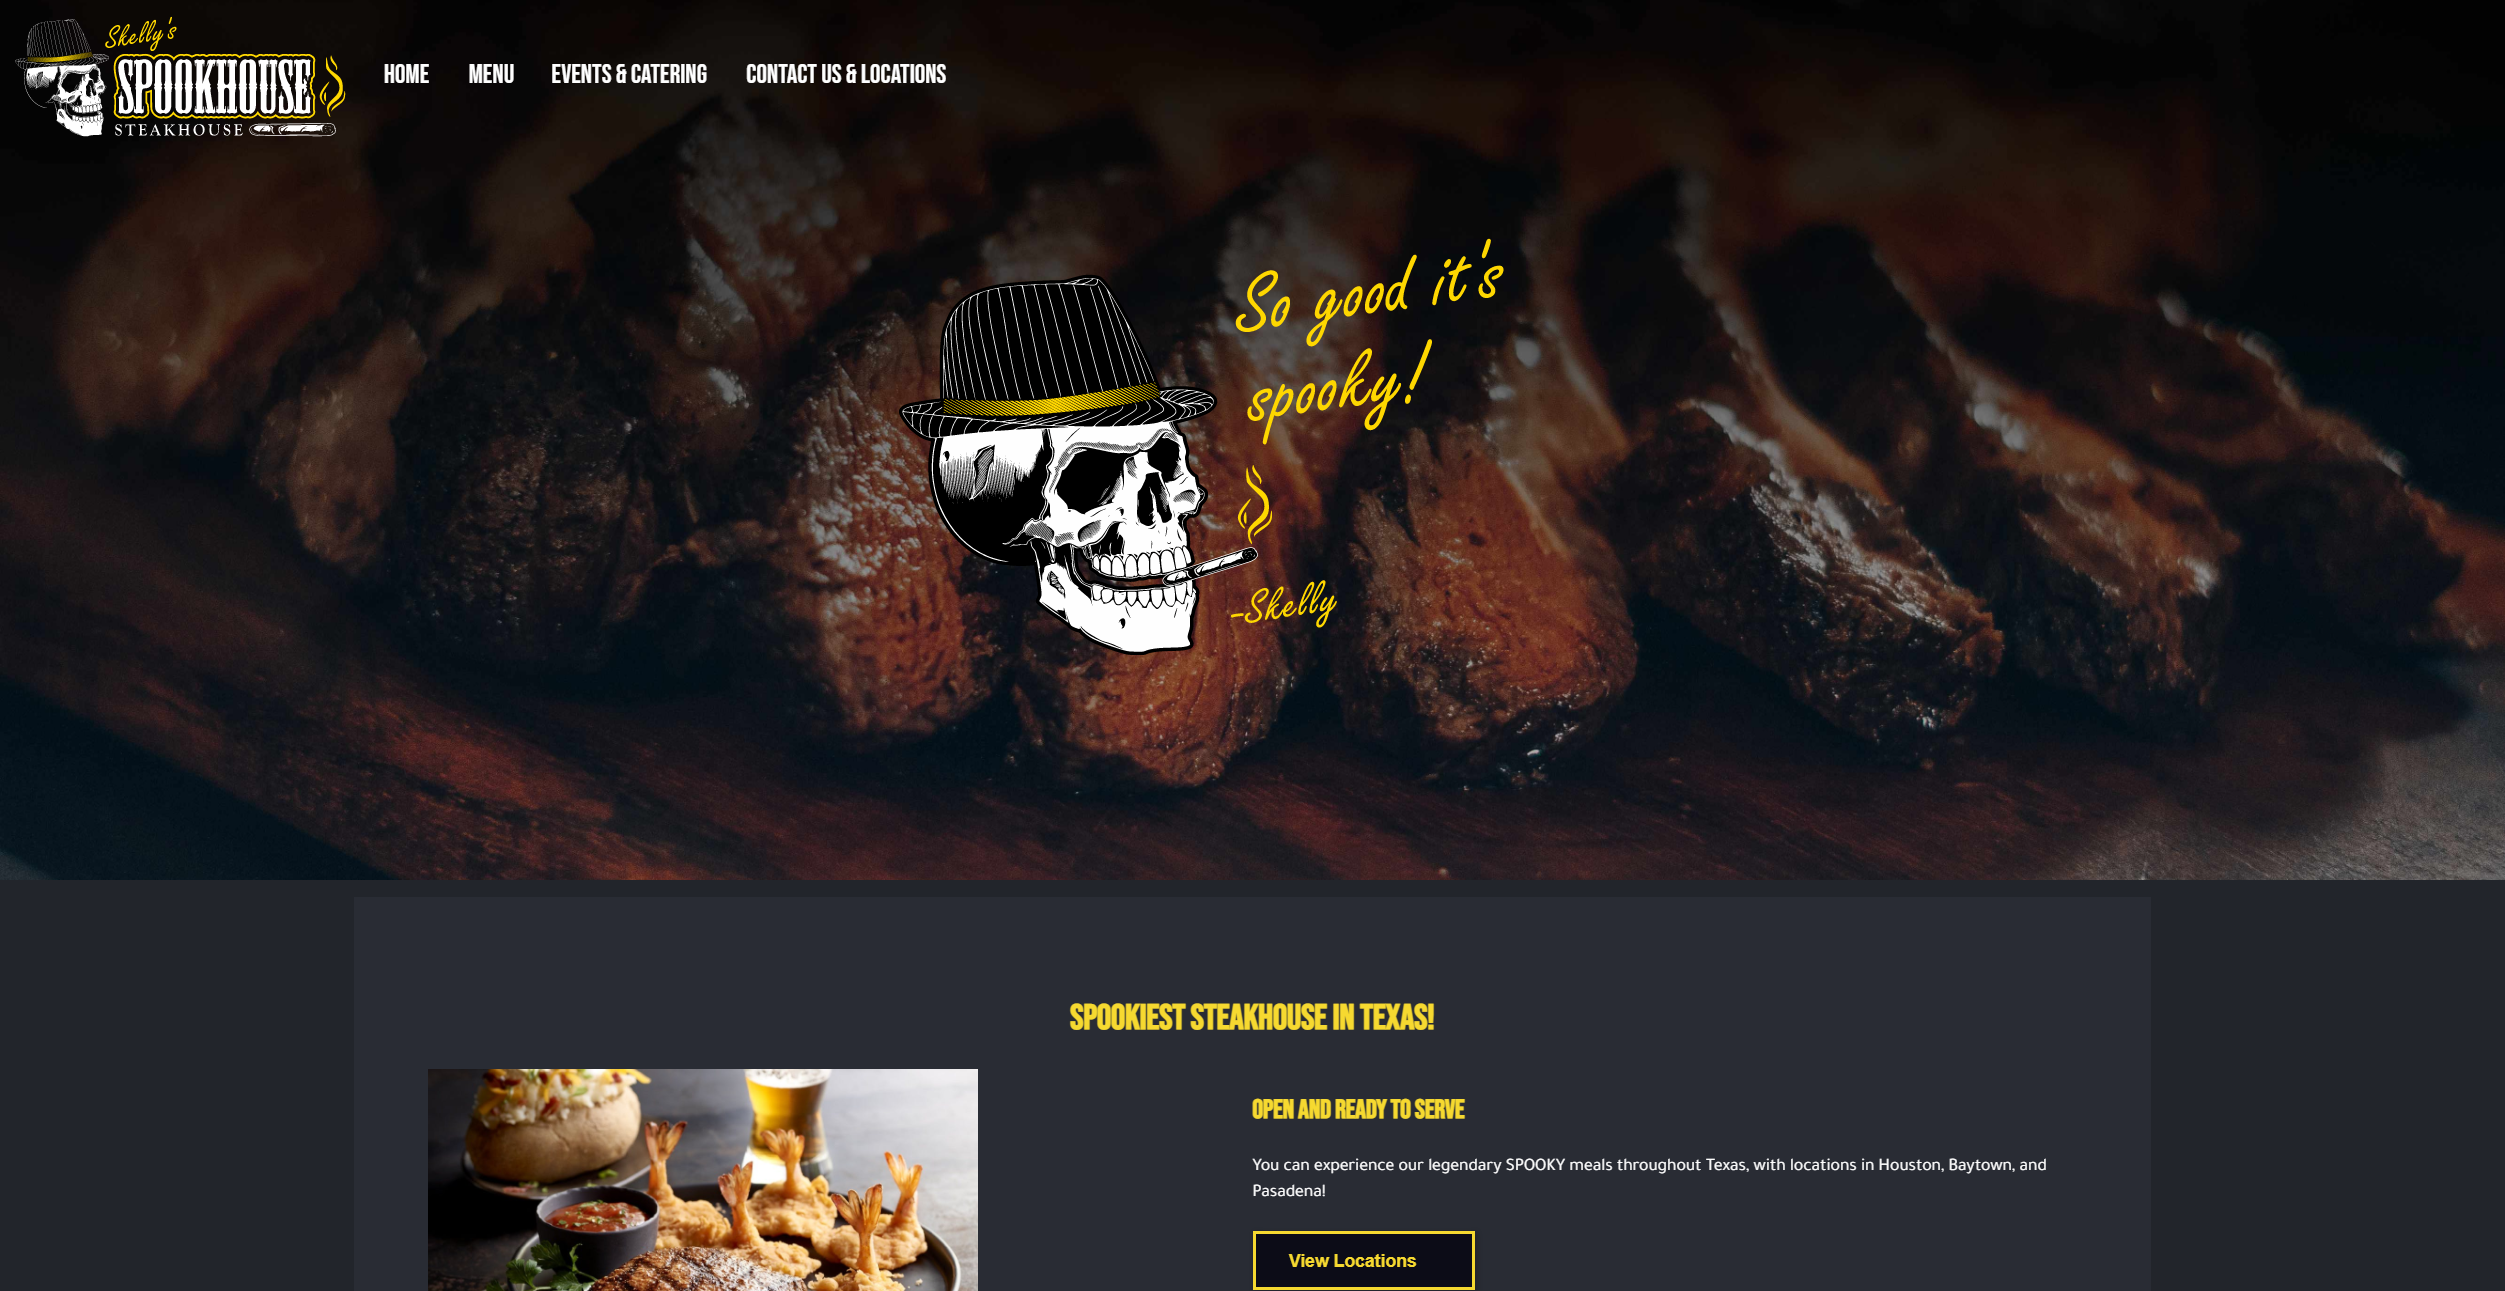 Skelly's
SPOOKHOUSE
STEAKHOUSE
HOME
MENU
EVENTS & CATERING
CONTACT US & LOCATIONS
So good it's
spooky!
-Skelly
SPOOKIEST STEAKHOUSE IN TEXAS!
OPEN AND READY TO SERVE
You can experience our legendary SPOOKY meals throughout Texas, with locations in Houston, Baytown, and
Pasadena!
View Locations